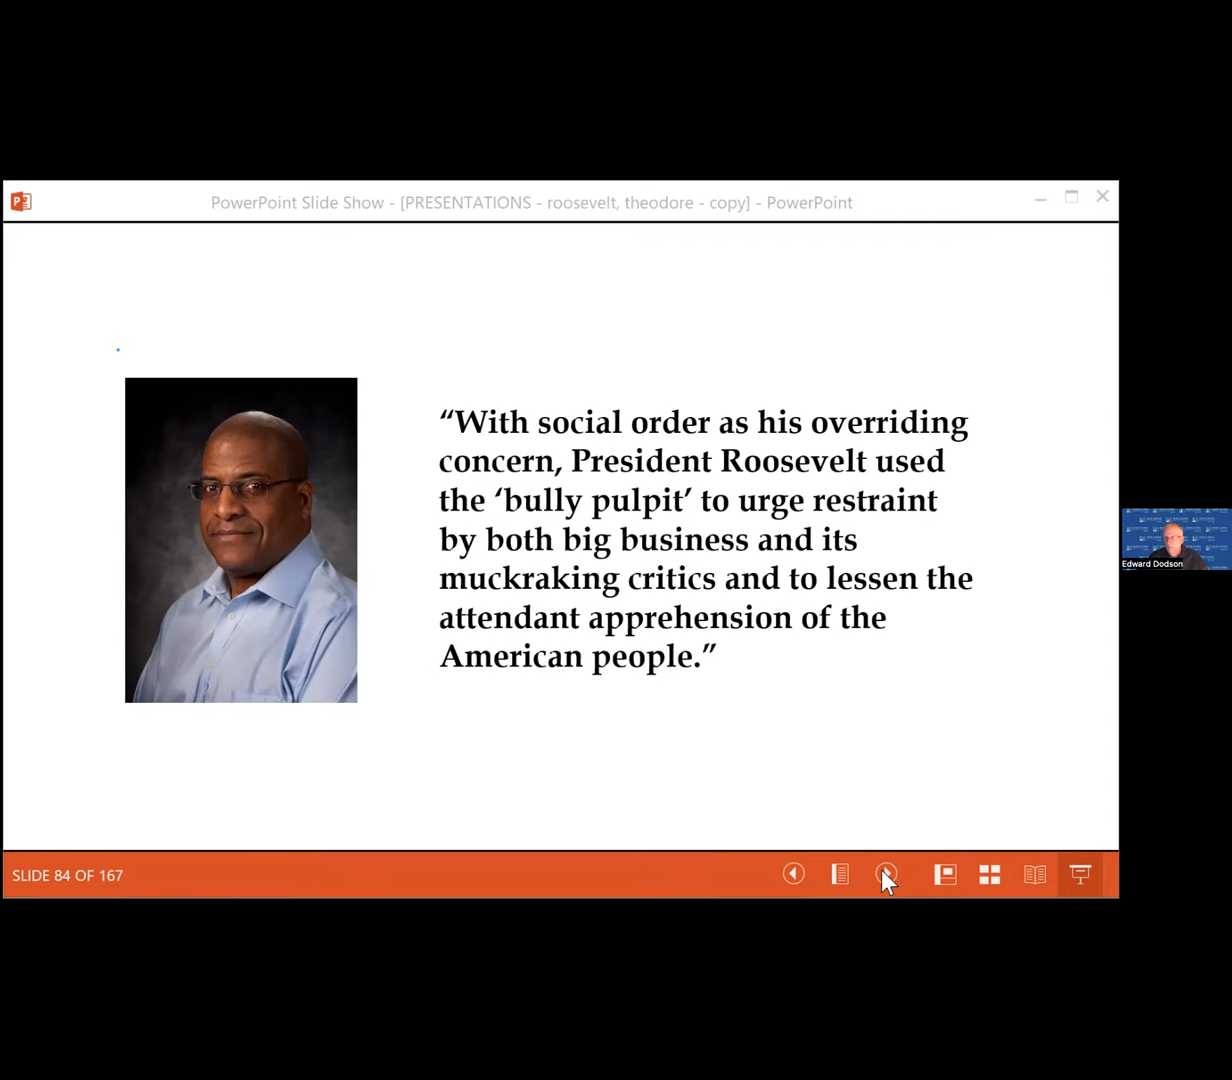 PowerPoint Slide Show - [PRESENTATIONS - roosevelt, theodore - copy] - PowerPoint
“With social order as his overriding
concern, President Roosevelt used
the ‘bully pulpit’ to urge restraint
by both big business and its
muckraking critics and to lessen the
attendant apprehension of the
American people.”
Edward Dodson
SLIDE 84 OF 167